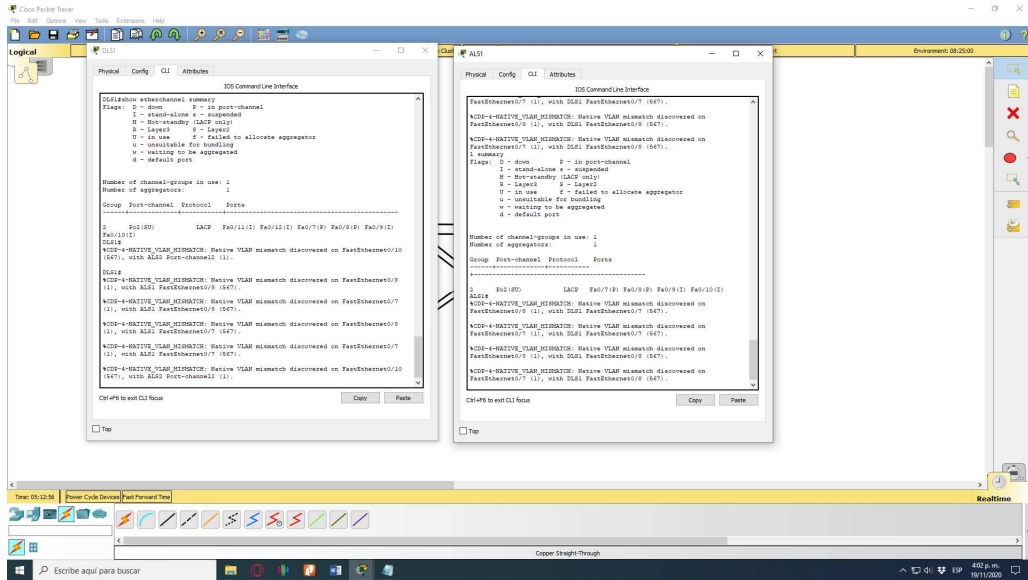 Cisco Packet Tracer
File Edit Options View Tools Extensions Help
Logical
Environment: 08:25:00
DLS1
Physical Config CLI Attributes
IOS Command Line Interface
DLS1#show etherchannel summary
Flags: D - down P - in port-channel
I - stand-alone s - suspended
H - Hot-standby (LACP only)
R - Layer3 S - Layer2
U - in use f - failed to allocate aggregator
u - unsuitable for bundling
w - waiting to be aggregated
d - default port
Number of channel-groups in use: 1
Number of aggregators: 1
Group Port-channel Protocol Ports
------+-------------+-----------+----------------------------------------------
2 Po2(SU) LACP Fa0/11(I) Fa0/12(I) Fa0/7(P) Fa0/8(P) Fa0/9(I)
Fa0/10(I)
DLS1#
%CDP-4-NATIVE_VLAN_MISMATCH: Native VLAN mismatch discovered on FastEthernet0/10
(567), with ALS2 Port-channel2 (1).
DLS1#
%CDP-4-NATIVE_VLAN_MISMATCH: Native VLAN mismatch discovered on FastEthernet0/8
(1), with ALS1 FastEthernet0/8 (567).
%CDP-4-NATIVE_VLAN_MISMATCH: Native VLAN mismatch discovered on FastEthernet0/7
(1), with ALS1 FastEthernet0/8 (567).
%CDP-4-NATIVE_VLAN_MISMATCH: Native VLAN mismatch discovered on FastEthernet0/8
(1), with ALS1 FastEthernet0/7 (567).
%CDP-4-NATIVE_VLAN_MISMATCH: Native VLAN mismatch discovered on FastEthernet0/7
(1), with ALS1 FastEthernet0/7 (567).
%CDP-4-NATIVE_VLAN_MISMATCH: Native VLAN mismatch discovered on FastEthernet0/10
(567), with ALS2 Port-channel2 (1).
Ctrl+F6 to exit CLI focus
Copy Paste
Top
ALS1
Physical Config CLI Attributes
IOS Command Line Interface
FastEthernet0/7 (1), with DLS1 FastEthernet0/7 (567).
%CDP-4-NATIVE_VLAN_MISMATCH: Native VLAN mismatch discovered on
FastEthernet0/8 (1), with DLS1 FastEthernet0/8 (567).
%CDP-4-NATIVE_VLAN_MISMATCH: Native VLAN mismatch discovered on
FastEthernet0/7 (1), with DLS1 FastEthernet0/8 (567).
l summary
Flags: D - down P - in port-channel
I - stand-alone s - suspended
H - Hot-standby (LACP only)
R - Layer3 S - Layer2
U - in use f - failed to allocate aggregator
u - unsuitable for bundling
w - waiting to be aggregated
d - default port
Number of channel-groups in use: 1
Number of aggregators: 1
Group Port-channel Protocol Ports
------+-------------+-----------
+----------------------------------------------
2 Po2(SU) LACP Fa0/7(P) Fa0/8(P) Fa0/9(I) Fa0/10(I)
ALS1#
%CDP-4-NATIVE_VLAN_MISMATCH: Native VLAN mismatch discovered on
FastEthernet0/8 (1), with DLS1 FastEthernet0/7 (567).
%CDP-4-NATIVE_VLAN_MISMATCH: Native VLAN mismatch discovered on
FastEthernet0/7 (1), with DLS1 FastEthernet0/7 (567).
%CDP-4-NATIVE_VLAN_MISMATCH: Native VLAN mismatch discovered on
FastEthernet0/8 (1), with DLS1 FastEthernet0/8 (567).
%CDP-4-NATIVE_VLAN_MISMATCH: Native VLAN mismatch discovered on
FastEthernet0/7 (1), with DLS1 FastEthernet0/8 (567).
Ctrl+F6 to exit CLI focus
Copy Paste
Top
Time: 05:12:56 Power Cycle Devices Fast Forward Time
Realtime
Copper Straight-Through
Escribe aquí para buscar
ESP
4:02 p. m.
19/11/2020